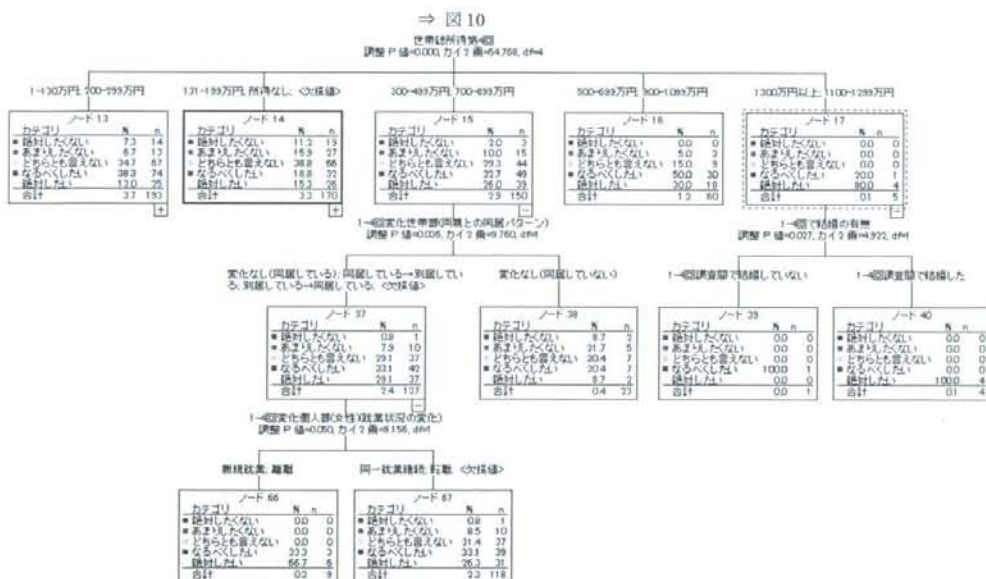 ⇒ 図10
世帯総所得第4回
調整 P 値=0.000, カイ2乗=54.768, df=4
1-130万円; 200-299万円
131-199万円; 所得なし; <欠損値>
300-499万円; 700-899万円
500-699万円; 900-1099万円
1300万円以上; 1100-1299万円
ノード 13
カテゴリ % n
絶対したくない 7.3 14
あまりしたくない 6.7 13
どちらとも言えない 34.7 67
なるべくしたい 38.3 74
絶対したい 13.0 25
合計 3.7 193
ノード 14
カテゴリ % n
絶対したくない 11.2 19
あまりしたくない 15.9 27
どちらとも言えない 38.8 66
なるべくしたい 18.8 32
絶対したい 15.3 26
合計 3.3 170
ノード 15
カテゴリ % n
絶対したくない 2.0 3
あまりしたくない 10.0 15
どちらとも言えない 29.3 44
なるべくしたい 32.7 49
絶対したい 26.0 39
合計 2.9 150
ノード 16
カテゴリ % n
絶対したくない 0.0 0
あまりしたくない 5.0 3
どちらとも言えない 15.0 9
なるべくしたい 50.0 30
絶対したい 30.0 18
合計 1.2 60
ノード 17
カテゴリ % n
絶対したくない 0.0 0
あまりしたくない 0.0 0
どちらとも言えない 0.0 0
なるべくしたい 20.0 1
絶対したい 80.0 4
合計 0.1 5
調整 P 値=0.035, カイ2乗=9.760, df=1
1→4回で結婚の有無
調整 P 値=0.027, カイ2乗=4.922, df=1
変化なし(同居している); 同居している→別居してい
る; 別居している→同居している; <欠損値>
変化なし(同居していない)
1→4回調査間で結婚していない
1→4回調査間で結婚した
ノード 37
カテゴリ % n
絶対したくない 0.8 1
あまりしたくない 7.9 10
どちらとも言えない 29.1 37
なるべくしたい 33.1 42
絶対したい 29.1 37
合計 2.4 127
ノード 38
カテゴリ % n
絶対したくない 8.7 2
あまりしたくない 21.7 5
どちらとも言えない 30.4 7
なるべくしたい 30.4 7
絶対したい 8.7 2
合計 0.4 23
ノード 39
カテゴリ % n
絶対したくない 0.0 0
あまりしたくない 0.0 0
どちらとも言えない 0.0 0
なるべくしたい 100.0 1
絶対したい 0.0 0
合計 0.0 1
ノード 40
カテゴリ % n
絶対したくない 0.0 0
あまりしたくない 0.0 0
どちらとも言えない 0.0 0
なるべくしたい 0.0 0
絶対したい 100.0 4
合計 0.1 4
1→4回変化個人票(女性)(就業状況の変化)
調整 P 値=0.050, カイ2乗=8.156, df=1
新規就業; 離職
同一就業継続; 転職; <欠損値>
ノード 66
カテゴリ % n
絶対したくない 0.0 0
あまりしたくない 0.0 0
どちらとも言えない 0.0 0
なるべくしたい 33.3 3
絶対したい 66.7 6
合計 0.2 9
ノード 67
カテゴリ % n
絶対したくない 0.8 1
あまりしたくない 8.5 10
どちらとも言えない 31.4 37
なるべくしたい 33.1 39
絶対したい 26.3 31
合計 2.3 118